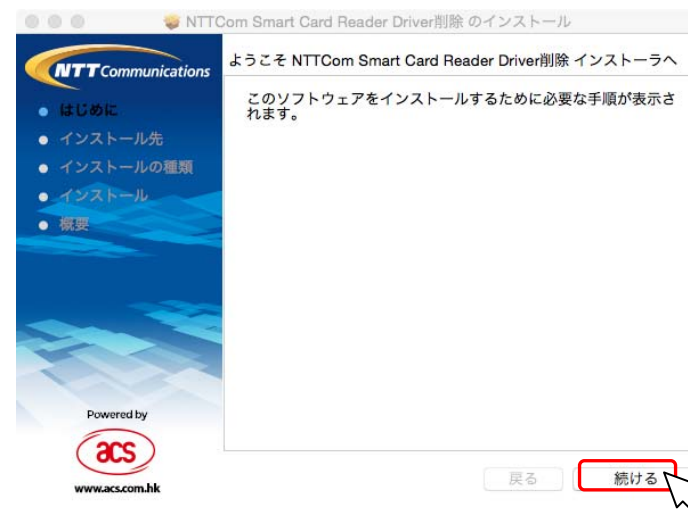 NTTCom Smart Card Reader Driver削除 のインストール
NTT Communications
ようこそ NTTCom Smart Card Reader Driver削除 インストーラへ
はじめに
インストール先
インストールの種類
インストール
概要
このソフトウェアをインストールするために必要な手順が表示さ
れます。
Powered by
acs
www.acs.com.hk
戻る
続ける